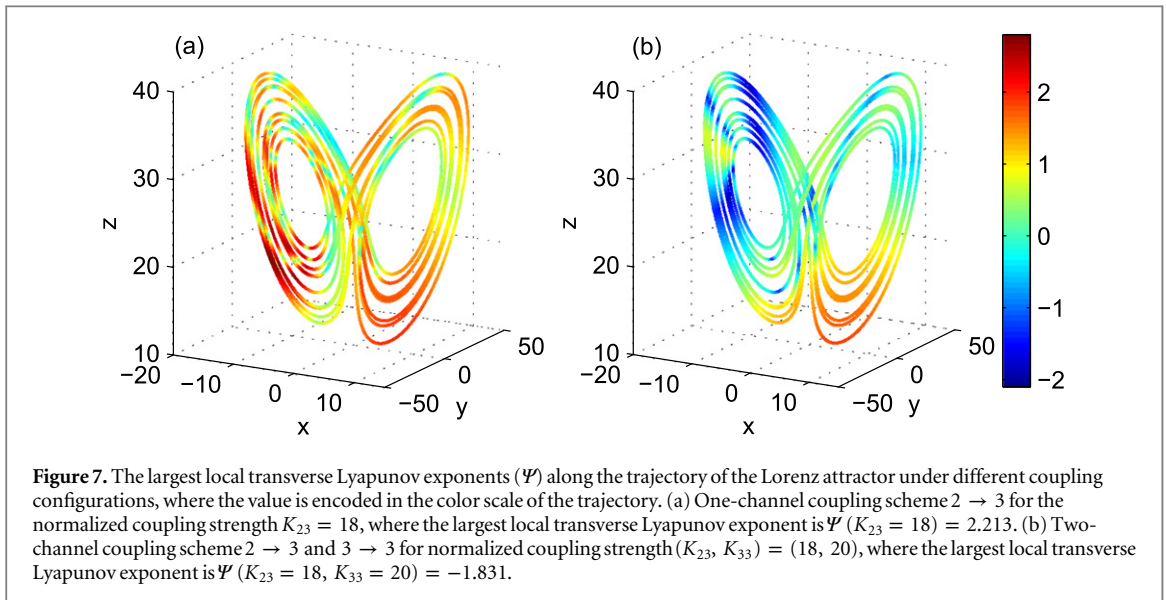 (a)
(b)
40
30
20
10
z
−20
−10
0
10
x
−50
0
50
y
40
30
20
10
z
−20
−10
0
10
x
−50
0
50
y
2
1
0
−1
−2
Figure 7. The largest local transverse Lyapunov exponents (Ψ) along the trajectory of the Lorenz attractor under different coupling
configurations, where the value is encoded in the color scale of the trajectory. (a) One-channel coupling scheme 2 → 3 for the
normalized coupling strength K₂₃ = 18, where the largest local transverse Lyapunov exponent is Ψ (K₂₃ = 18) = 2.213. (b) Two-
channel coupling scheme 2 → 3 and 3 → 3 for normalized coupling strength (K₂₃, K₃₃) = (18, 20), where the largest local transverse
Lyapunov exponent is Ψ (K₂₃ = 18, K₃₃ = 20) = −1.831.